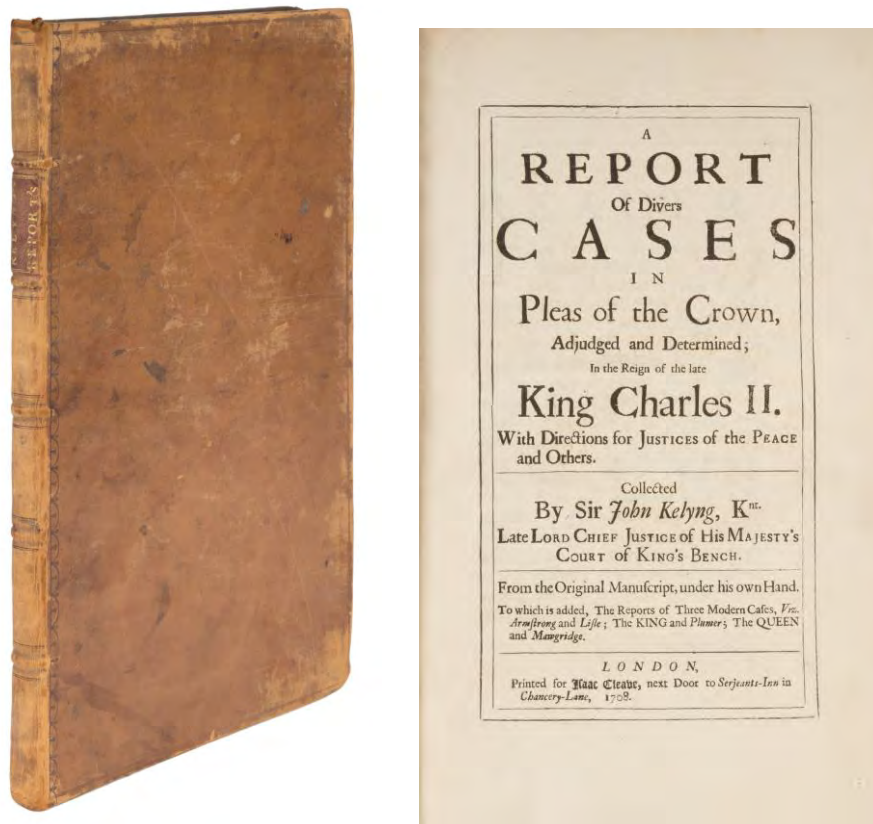 REPORTS
A
REPORT
Of Divers
CASES
IN
Pleas of the Crown,
Adjudged and Determined;
In the Reign of the late
King Charles II.
With Directions for JUSTICES of the PEACE
and Others.
Collected
By Sir John Kelyng, Knt.
Late LORD CHIEF JUSTICE of HIS MAJESTY'S
COURT of KING'S BENCH.
From the Original Manuſcript, under his own Hand.
To which is added, The Reports of Three Modern Caſes, Viz.
Armſtrong and Liſle; The KING and Plumer; The QUEEN
and Mawgridge.
LONDON,
Printed for Iſaac Cleave, next Door to Serjeants-Inn in
Chancery-Lane, 1708.